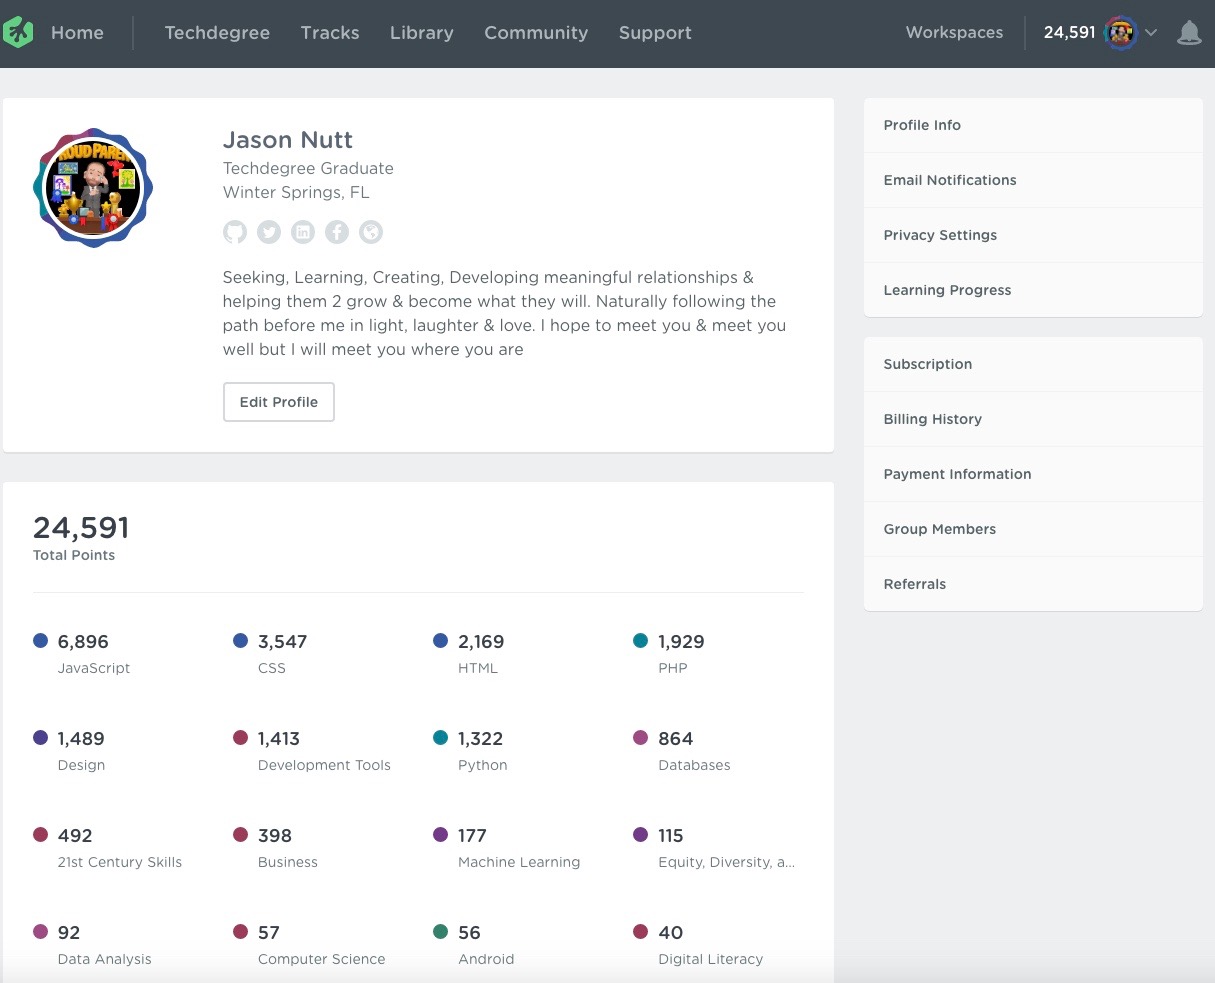 Home
Techdegree
Tracks
Library
Community
Support
Workspaces
24,591
PROUD PAREN
Jason Nutt
Techdegree Graduate
Winter Springs, FL
Seeking, Learning, Creating, Developing meaningful relationships &
helping them 2 grow & become what they will. Naturally following the
path before me in light, laughter & love. I hope to meet you & meet you
well but I will meet you where you are
Edit Profile
Profile Info
Email Notifications
Privacy Settings
Learning Progress
Subscription
Billing History
Payment Information
Group Members
Referrals
24,591
Total Points
6,896
JavaScript
3,547
CSS
2,169
HTML
1,929
PHP
1,489
Design
1,413
Development Tools
1,322
Python
864
Databases
492
21st Century Skills
398
Business
177
Machine Learning
115
Equity, Diversity, a...
92
Data Analysis
57
Computer Science
56
Android
40
Digital Literacy